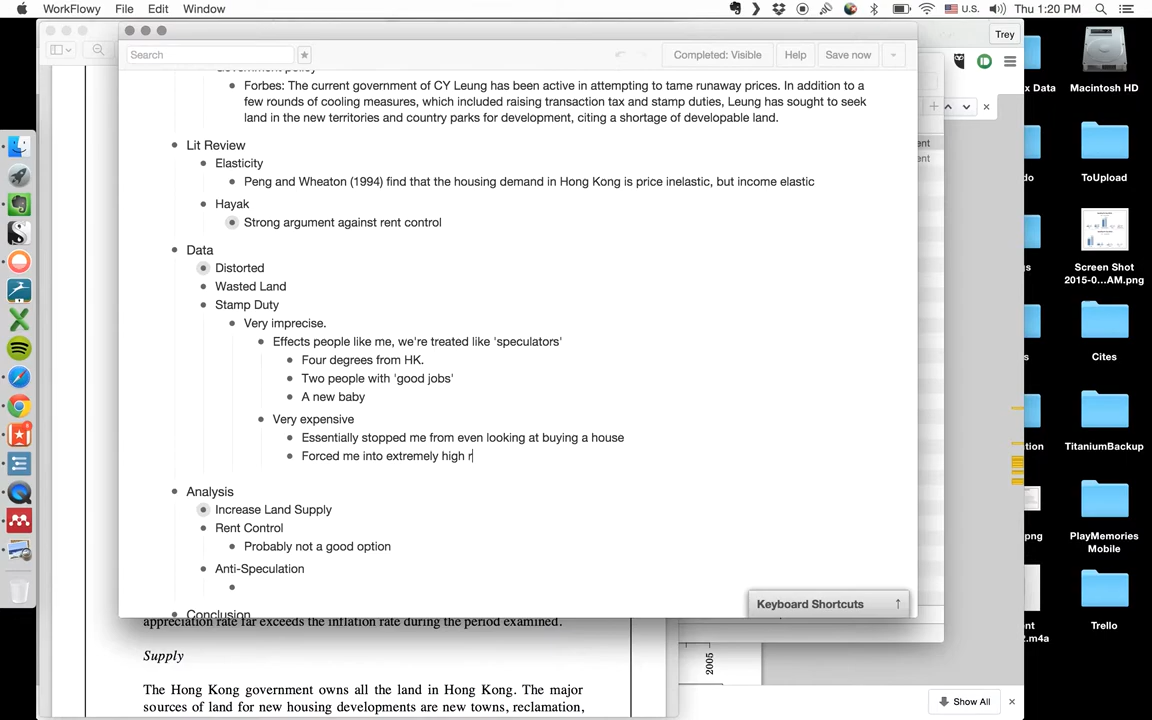 WorkFlowy File Edit Window U.S. Thu 1:20 PM
Trey
Search Completed: Visible Help Save now
Macintosh HD
Forbes: The current government of CY Leung has been active in attempting to tame runaway prices. In addition to a
few rounds of cooling measures, which included raising transaction tax and stamp duties, Leung has sought to seek
land in the new territories and country parks for development, citing a shortage of developable land.
Lit Review
Elasticity
Peng and Wheaton (1994) find that the housing demand in Hong Kong is price inelastic, but income elastic
Hayak
Strong argument against rent control
Data
Distorted
Wasted Land
Stamp Duty
Very imprecise.
Effects people like me, we're treated like 'speculators'
Four degrees from HK.
Two people with 'good jobs'
A new baby
Very expensive
Essentially stopped me from even looking at buying a house
Forced me into extremely high r
Analysis
Increase Land Supply
Rent Control
Probably not a good option
Anti-Speculation
Conclusion
Keyboard Shortcuts ↑
appreciation rate far exceeds the inflation rate during the period examined.
Supply
The Hong Kong government owns all the land in Hong Kong. The major
sources of land for new housing developments are new towns, reclamation,
2005
Show All
x Data
ent
ent
do
ToUpload
gs
Screen Shot
2015-0...AM.png
s
Cites
tion
TitaniumBackup
png
PlayMemories
Mobile
ent
2.m4a
Trello